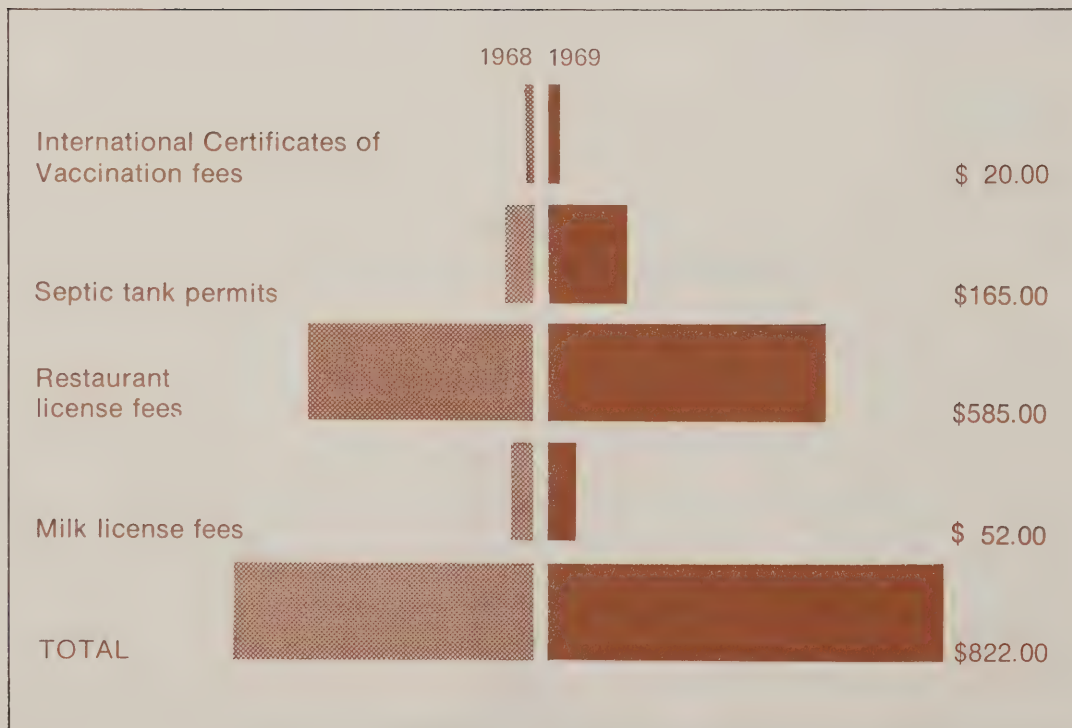 1968 1969
International Certificates of
Vaccination fees
$ 20.00
Septic tank permits
$165.00
Restaurant
license fees
$585.00
Milk license fees
$ 52.00
TOTAL
$822.00